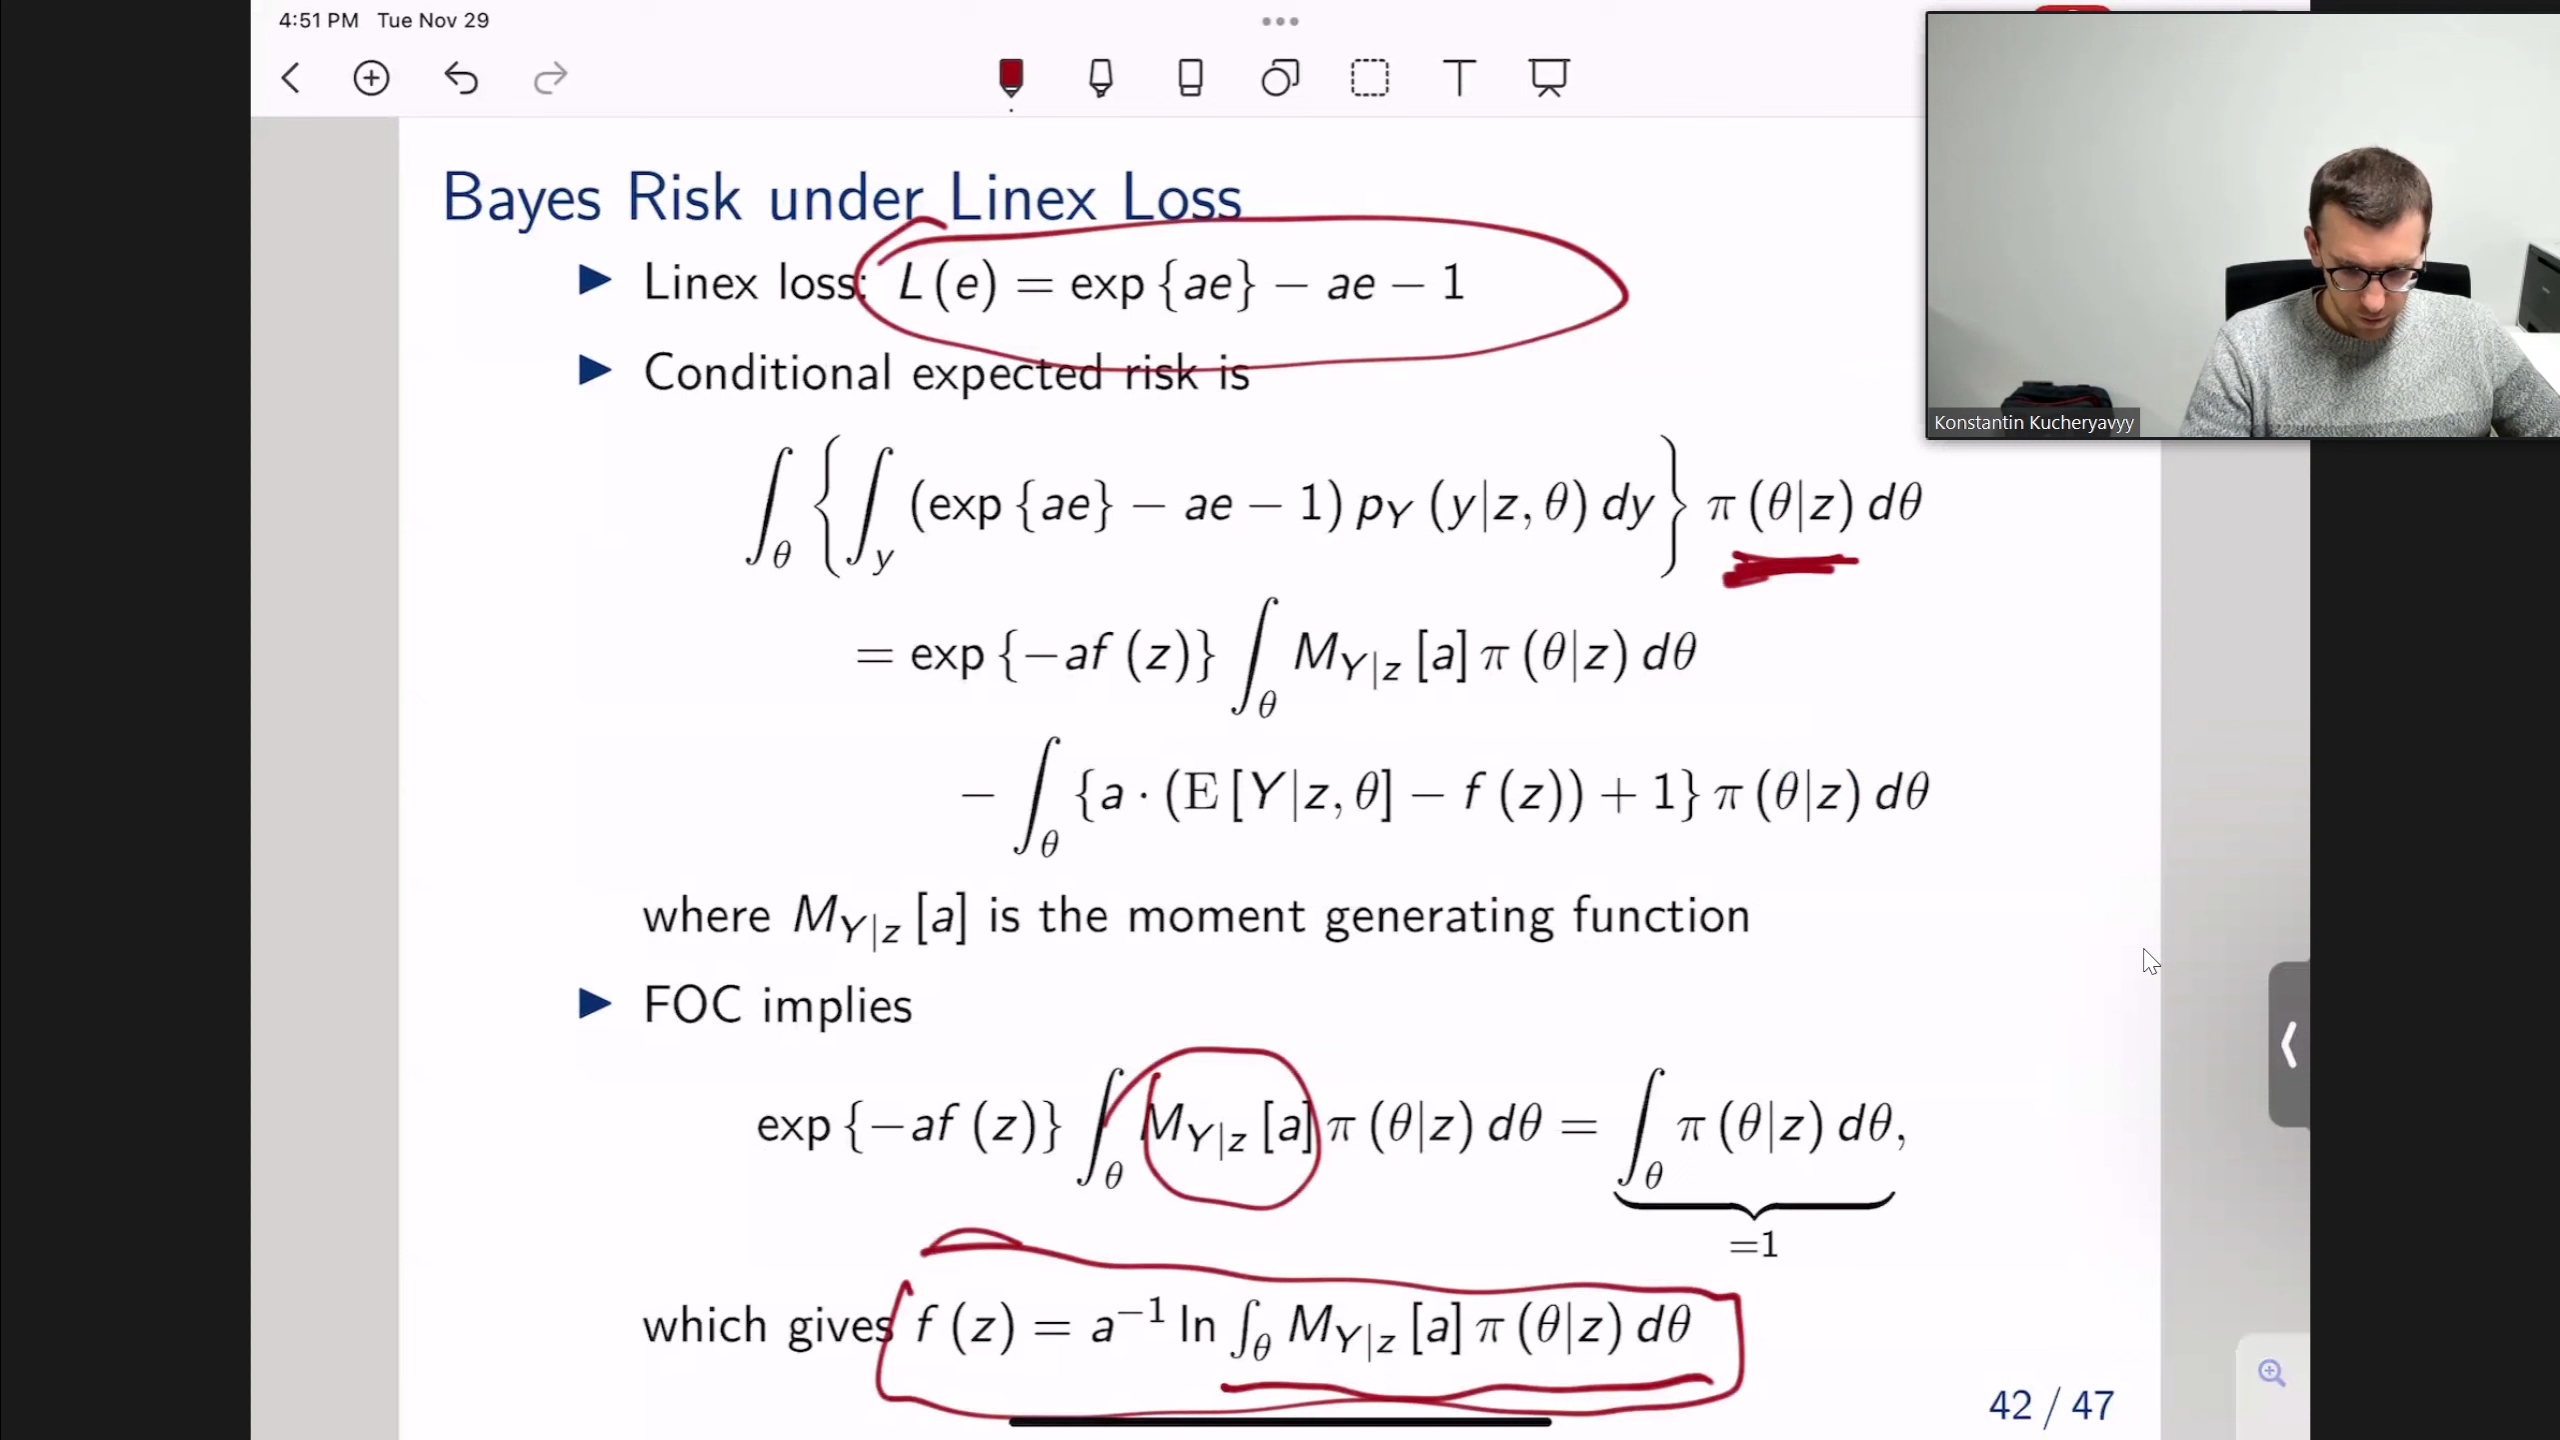 4:51 PM Tue Nov 29
Bayes Risk under Linex Loss
Linex loss: L(e) = exp {ae} − ae − 1
Conditional expected risk is
∫_θ {∫_y (exp {ae} − ae − 1) p_Y (y|z, θ) dy} π (θ|z) dθ
= exp {−af (z)} ∫_θ M_{Y|z} [a] π (θ|z) dθ
− ∫_θ {a · (E [Y|z, θ] − f (z)) + 1} π (θ|z) dθ
where M_{Y|z} [a] is the moment generating function
FOC implies
exp {−af (z)} ∫_θ M_{Y|z} [a] π (θ|z) dθ = ∫_θ π (θ|z) dθ,
=1
which gives f (z) = a⁻¹ ln ∫_θ M_{Y|z} [a] π (θ|z) dθ
42 / 47
Konstantin Kucheryavyy